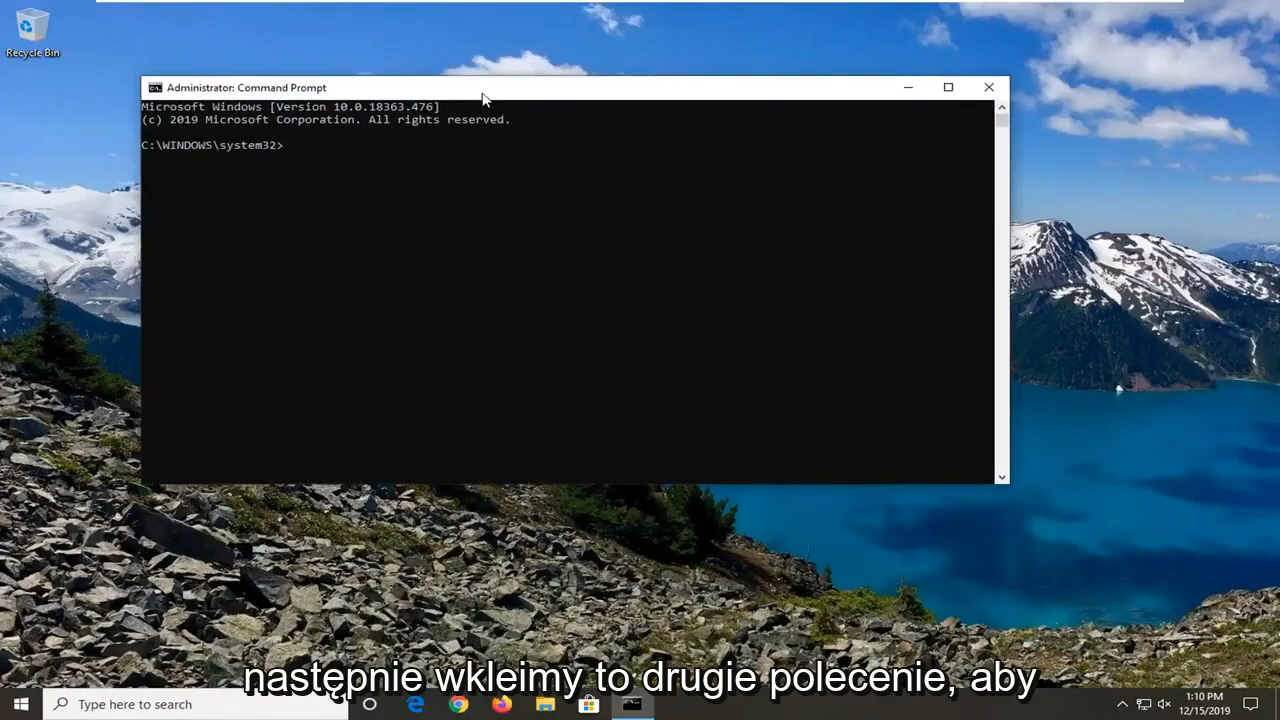 Recycle Bin
Administrator: Command Prompt
Microsoft Windows [Version 10.0.18363.476]
(c) 2019 Microsoft Corporation. All rights reserved.
C:\WINDOWS\system32>
następnie wkleimy to drugie polecenie, aby
Type here to search
1:10 PM
12/15/2019